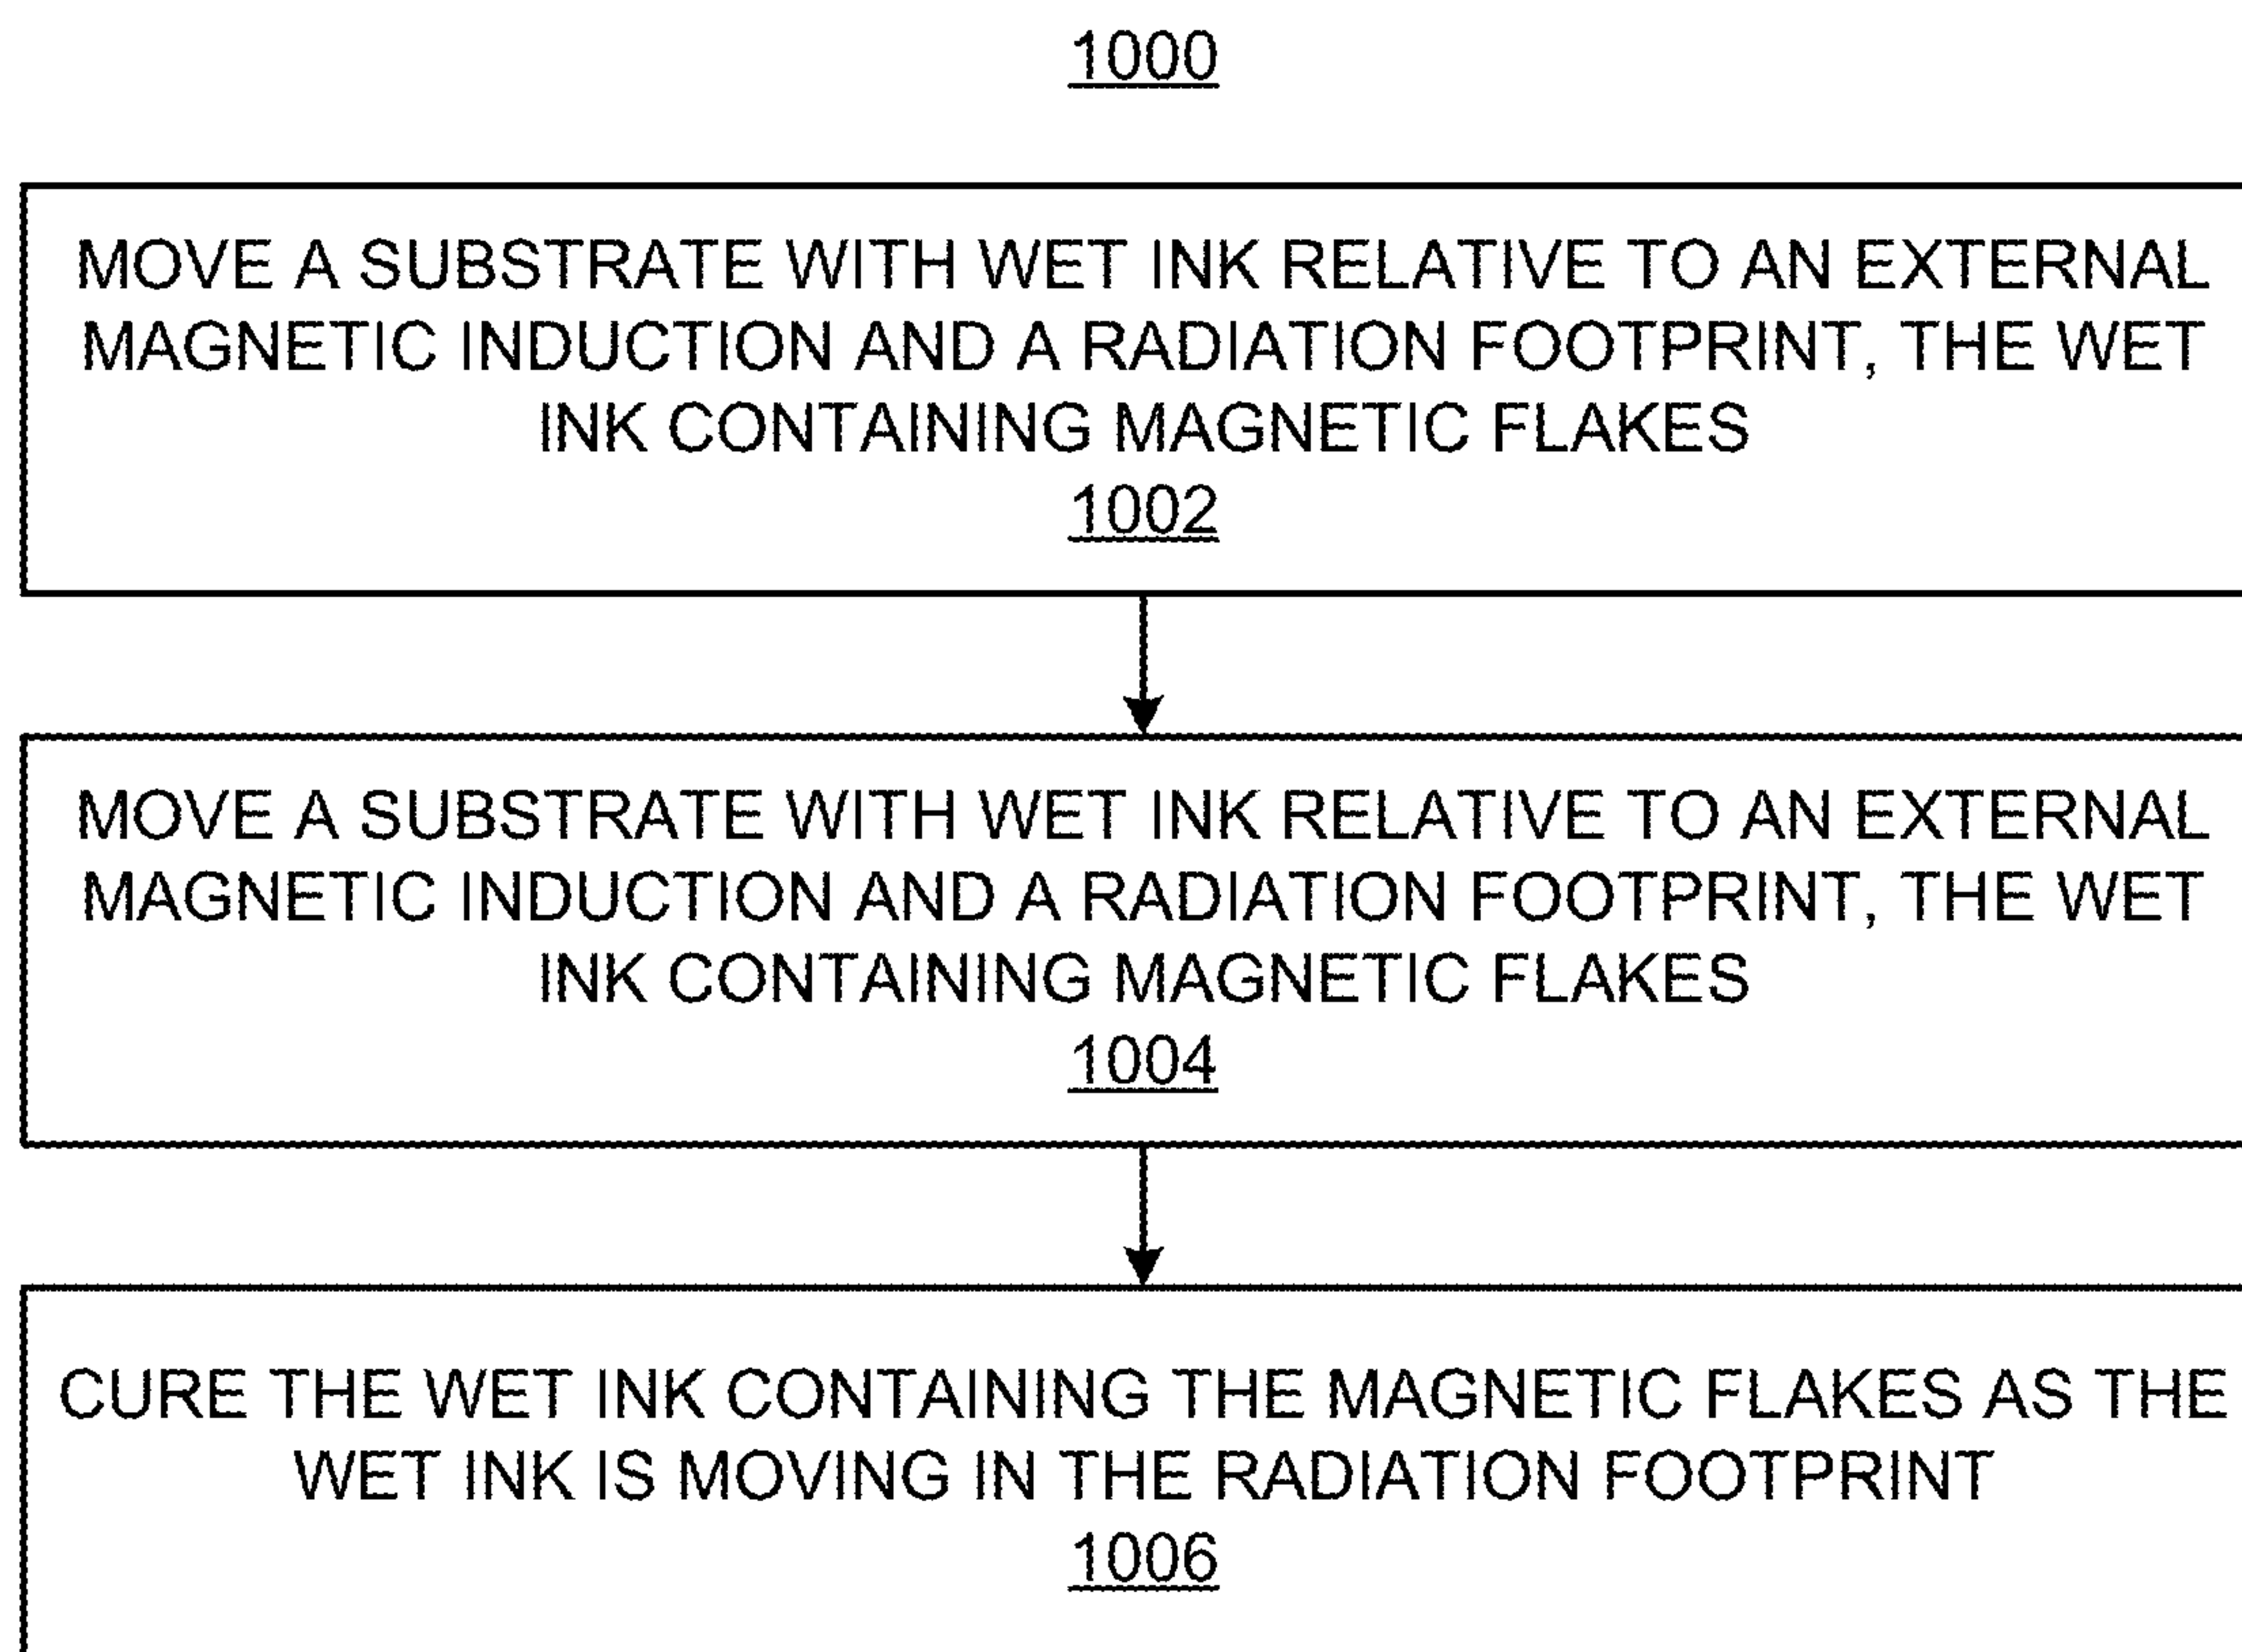 1000
MOVE A SUBSTRATE WITH WET INK RELATIVE TO AN EXTERNAL
MAGNETIC INDUCTION AND A RADIATION FOOTPRINT, THE WET
INK CONTAINING MAGNETIC FLAKES
1002
MOVE A SUBSTRATE WITH WET INK RELATIVE TO AN EXTERNAL
MAGNETIC INDUCTION AND A RADIATION FOOTPRINT, THE WET
INK CONTAINING MAGNETIC FLAKES
1004
CURE THE WET INK CONTAINING THE MAGNETIC FLAKES AS THE
WET INK IS MOVING IN THE RADIATION FOOTPRINT
1006